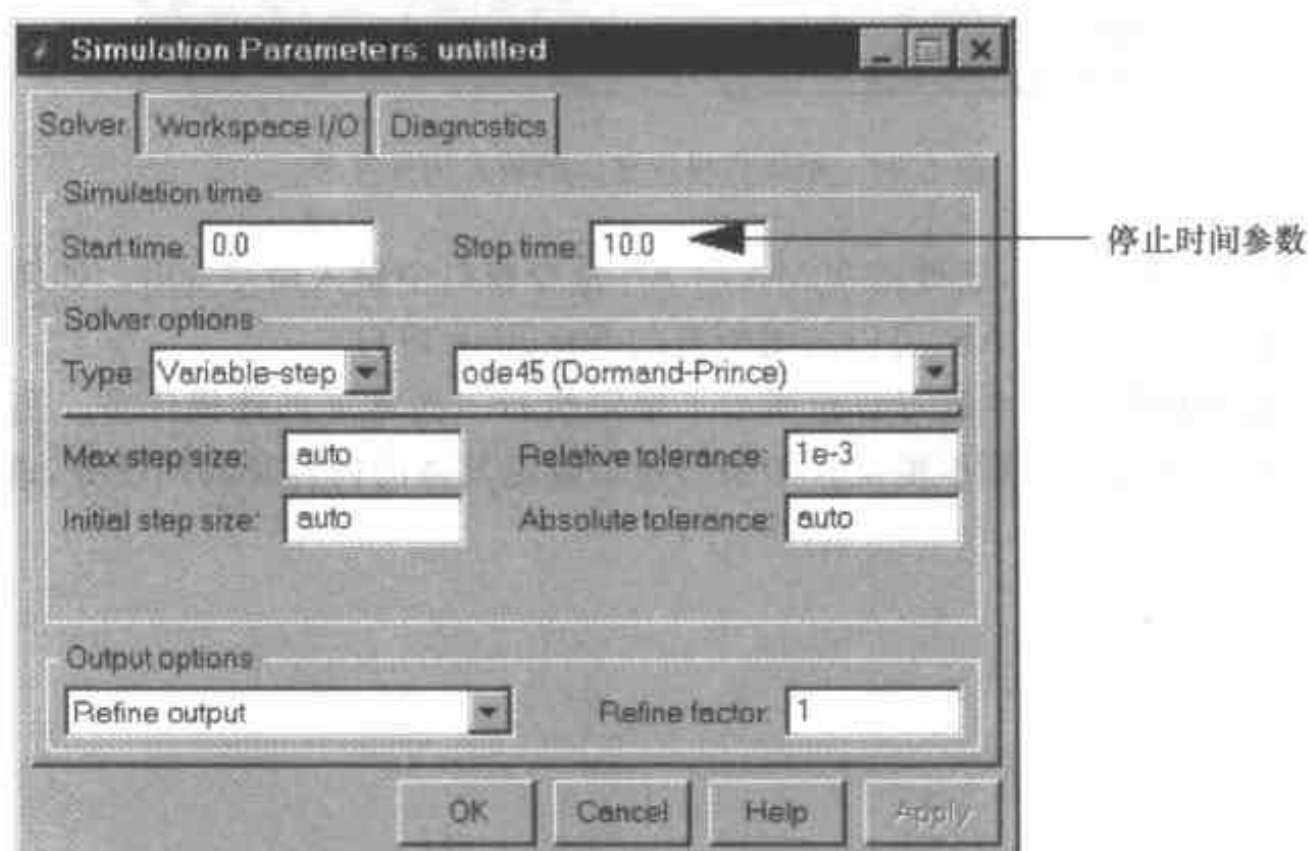 Simulation Parameters: untitled
Solver Workspace I/O Diagnostics
Simulation time
Start time: 0.0 Stop time: 10.0 停止时间参数
Solver options
Type: Variable-step ode45 (Dormand-Prince)
Max step size: auto Relative tolerance: 1e-3
Initial step size: auto Absolute tolerance: auto
Output options
Refine output Refine factor: 1
OK Cancel Help Apply